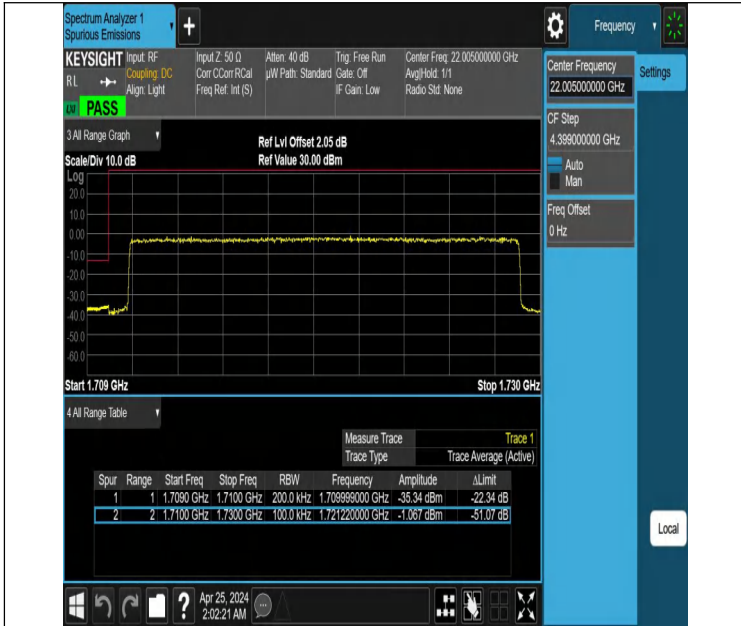 Spectrum Analyzer 1
Spurious Emissions
Frequency
KEYSIGHT Input: RF Input Z: 50 Ω Atten: 40 dB Trig: Free Run Center Freq: 22.005000000 GHz
RL Coupling: DC Corr CCorr RCal µW Path: Standard Gate: Off Avg|Hold: 1/1
Align: Light Freq Ref: Int (S) IF Gain: Low Radio Std: None
PASS
Center Frequency
22.005000000 GHz
Settings
CF Step
4.399000000 GHz
Auto
Man
Freq Offset
0 Hz
3 All Range Graph
Ref Lvl Offset 2.05 dB
Scale/Div 10.0 dB Ref Value 30.00 dBm
Log
20.0
10.0
0.00
-10.0
-20.0
-30.0
-40.0
-50.0
-60.0
Start 1.709 GHz Stop 1.730 GHz
4 All Range Table
Measure Trace Trace 1
Trace Type Trace Average (Active)
Spur Range Start Freq Stop Freq RBW Frequency Amplitude ∆Limit
1 1 1.7090 GHz 1.7100 GHz 200.0 kHz 1.709999000 GHz -35.34 dBm -22.34 dB
2 2 1.7100 GHz 1.7300 GHz 100.0 kHz 1.721220000 GHz -1.067 dBm -51.07 dB
Local
Apr 25, 2024
2:02:21 AM